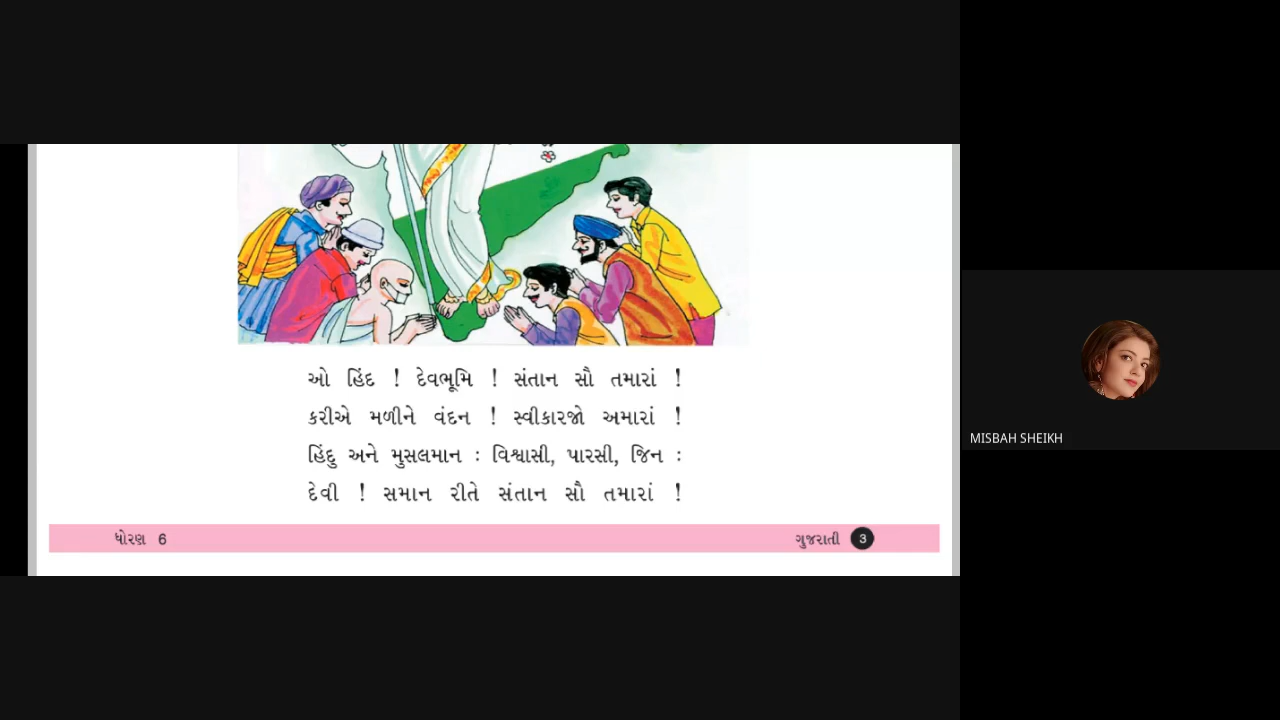 ઓ હિંદ ! દેવભૂમિ ! સંતાન સૌ તમારાં !
કરીએ મળીને વંદન ! સ્વીકારજો અમારાં !
હિંદુ અને મુસલમાન : વિશ્વાસી, પારસી, જિન :
દેવી ! સમાન રીતે સંતાન સૌ તમારાં !
ધોરણ 6
ગુજરાતી 3
MISBAH SHEIKH